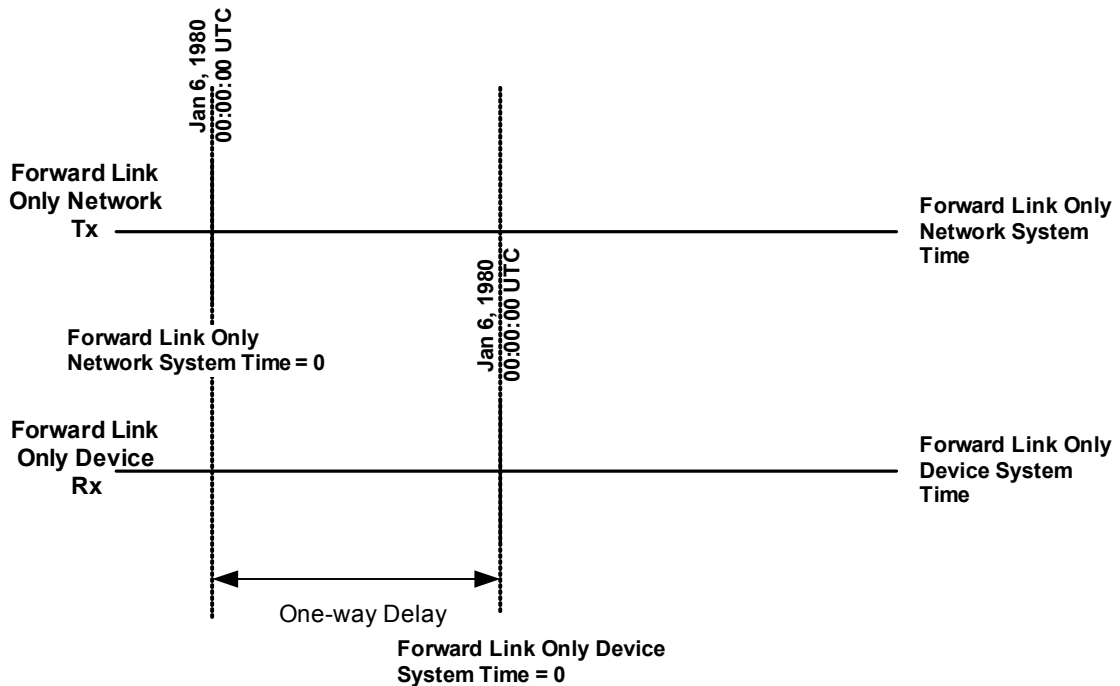 Jan 6, 1980
00:00:00 UTC
Forward Link
Only Network
Tx
Forward Link Only
Network System
Time
Jan 6, 1980
00:00:00 UTC
Forward Link Only
Network System Time = 0
Forward Link
Only Device
Rx
Forward Link Only
Device System
Time
One-way Delay
Forward Link Only Device
System Time = 0